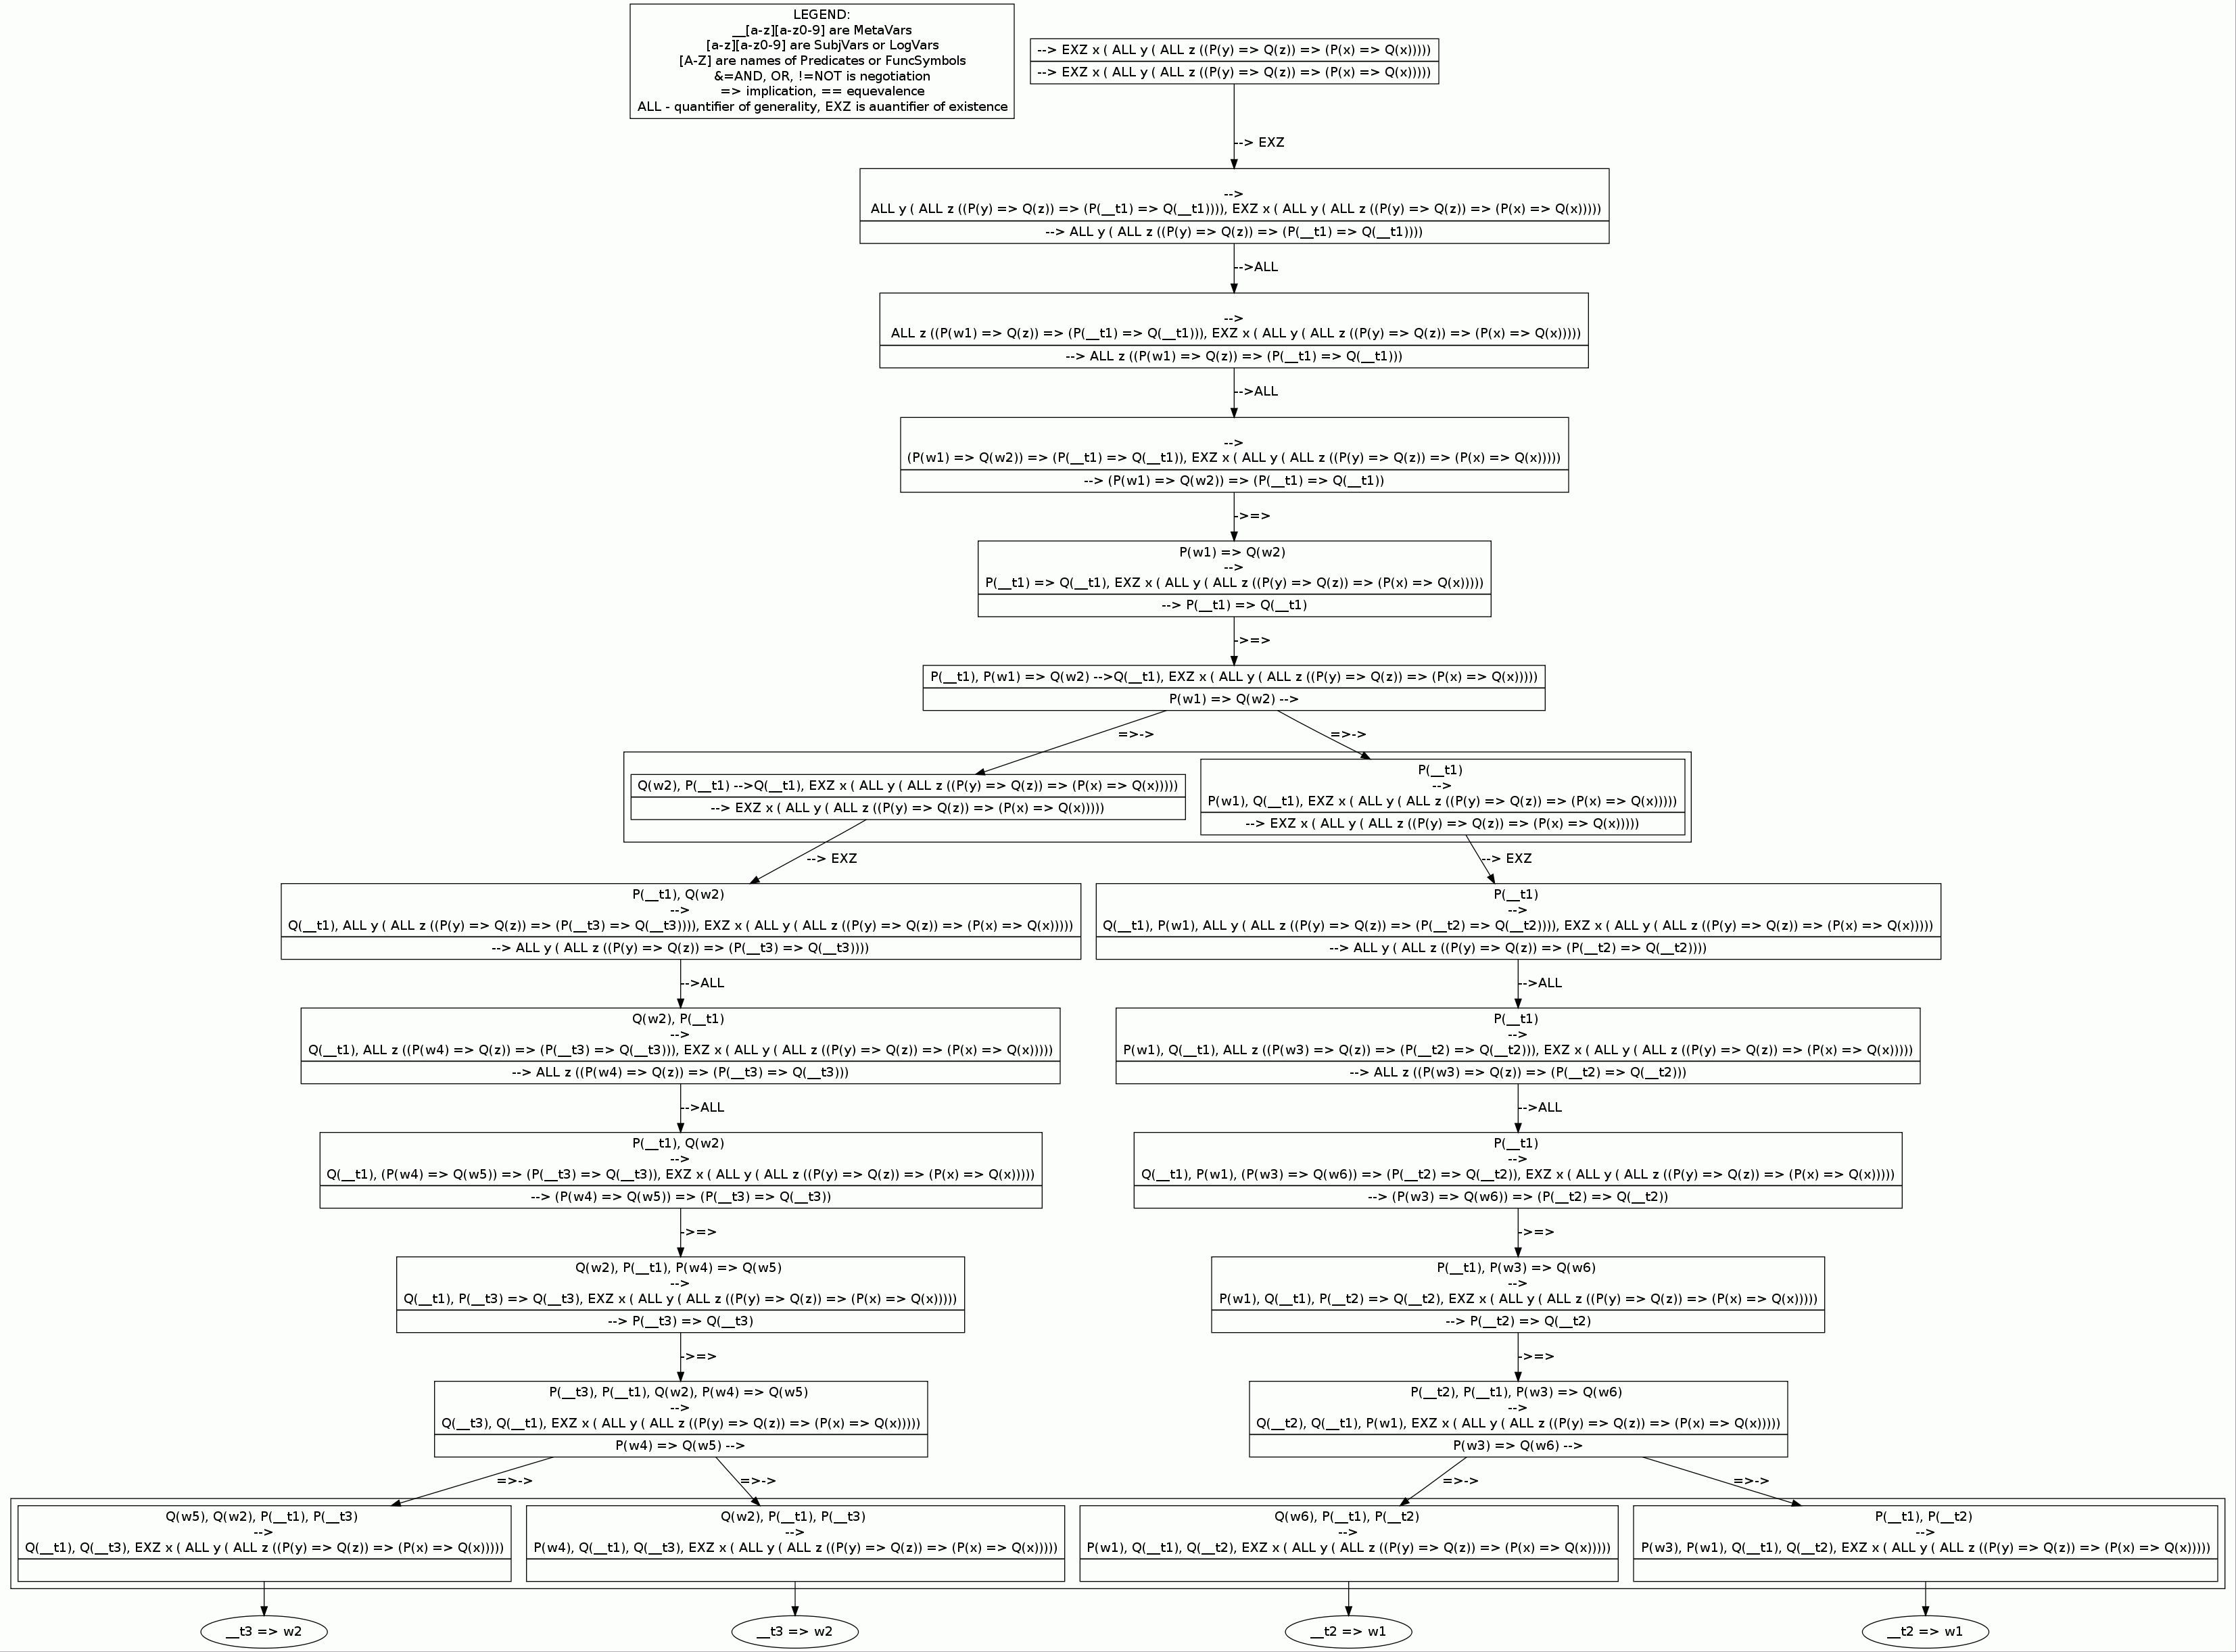 LEGEND:
__[a-z][a-z0-9] are MetaVars
[a-z][a-z0-9] are SubjVars or LogVars
[A-Z] are names of Predicates or FuncSymbols
&=AND, OR, !=NOT is negotiation
=> implication, == equevalence
ALL - quantifier of generality, EXZ is auantifier of existence
--> EXZ x ( ALL y ( ALL z ((P(y) => Q(z)) => (P(x) => Q(x)))))
--> EXZ x ( ALL y ( ALL z ((P(y) => Q(z)) => (P(x) => Q(x)))))
--> EXZ
-->
ALL y ( ALL z ((P(y) => Q(z)) => (P(__t1) => Q(__t1)))), EXZ x ( ALL y ( ALL z ((P(y) => Q(z)) => (P(x) => Q(x)))))
--> ALL y ( ALL z ((P(y) => Q(z)) => (P(__t1) => Q(__t1))))
-->ALL
-->
ALL z ((P(w1) => Q(z)) => (P(__t1) => Q(__t1))), EXZ x ( ALL y ( ALL z ((P(y) => Q(z)) => (P(x) => Q(x)))))
--> ALL z ((P(w1) => Q(z)) => (P(__t1) => Q(__t1)))
-->ALL
-->
(P(w1) => Q(w2)) => (P(__t1) => Q(__t1)), EXZ x ( ALL y ( ALL z ((P(y) => Q(z)) => (P(x) => Q(x)))))
--> (P(w1) => Q(w2)) => (P(__t1) => Q(__t1))
->=>
P(w1) => Q(w2)
-->
P(__t1) => Q(__t1), EXZ x ( ALL y ( ALL z ((P(y) => Q(z)) => (P(x) => Q(x)))))
--> P(__t1) => Q(__t1)
->=>
P(__t1), P(w1) => Q(w2) -->Q(__t1), EXZ x ( ALL y ( ALL z ((P(y) => Q(z)) => (P(x) => Q(x)))))
P(w1) => Q(w2) -->
=>->
=>->
Q(w2), P(__t1) -->Q(__t1), EXZ x ( ALL y ( ALL z ((P(y) => Q(z)) => (P(x) => Q(x)))))
--> EXZ x ( ALL y ( ALL z ((P(y) => Q(z)) => (P(x) => Q(x)))))
P(__t1)
-->
P(w1), Q(__t1), EXZ x ( ALL y ( ALL z ((P(y) => Q(z)) => (P(x) => Q(x)))))
--> EXZ x ( ALL y ( ALL z ((P(y) => Q(z)) => (P(x) => Q(x)))))
--> EXZ
--> EXZ
P(__t1), Q(w2)
-->
Q(__t1), ALL y ( ALL z ((P(y) => Q(z)) => (P(__t3) => Q(__t3)))), EXZ x ( ALL y ( ALL z ((P(y) => Q(z)) => (P(x) => Q(x)))))
--> ALL y ( ALL z ((P(y) => Q(z)) => (P(__t3) => Q(__t3))))
P(__t1)
-->
Q(__t1), P(w1), ALL y ( ALL z ((P(y) => Q(z)) => (P(__t2) => Q(__t2)))), EXZ x ( ALL y ( ALL z ((P(y) => Q(z)) => (P(x) => Q(x)))))
--> ALL y ( ALL z ((P(y) => Q(z)) => (P(__t2) => Q(__t2))))
-->ALL
-->ALL
Q(w2), P(__t1)
-->
Q(__t1), ALL z ((P(w4) => Q(z)) => (P(__t3) => Q(__t3))), EXZ x ( ALL y ( ALL z ((P(y) => Q(z)) => (P(x) => Q(x)))))
--> ALL z ((P(w4) => Q(z)) => (P(__t3) => Q(__t3)))
P(__t1)
-->
P(w1), Q(__t1), ALL z ((P(w3) => Q(z)) => (P(__t2) => Q(__t2))), EXZ x ( ALL y ( ALL z ((P(y) => Q(z)) => (P(x) => Q(x)))))
--> ALL z ((P(w3) => Q(z)) => (P(__t2) => Q(__t2)))
-->ALL
-->ALL
P(__t1), Q(w2)
-->
Q(__t1), (P(w4) => Q(w5)) => (P(__t3) => Q(__t3)), EXZ x ( ALL y ( ALL z ((P(y) => Q(z)) => (P(x) => Q(x)))))
--> (P(w4) => Q(w5)) => (P(__t3) => Q(__t3))
P(__t1)
-->
Q(__t1), P(w1), (P(w3) => Q(w6)) => (P(__t2) => Q(__t2)), EXZ x ( ALL y ( ALL z ((P(y) => Q(z)) => (P(x) => Q(x)))))
--> (P(w3) => Q(w6)) => (P(__t2) => Q(__t2))
->=>
->=>
Q(w2), P(__t1), P(w4) => Q(w5)
-->
Q(__t1), P(__t3) => Q(__t3), EXZ x ( ALL y ( ALL z ((P(y) => Q(z)) => (P(x) => Q(x)))))
--> P(__t3) => Q(__t3)
P(__t1), P(w3) => Q(w6)
-->
P(w1), Q(__t1), P(__t2) => Q(__t2), EXZ x ( ALL y ( ALL z ((P(y) => Q(z)) => (P(x) => Q(x)))))
--> P(__t2) => Q(__t2)
->=>
->=>
P(__t3), P(__t1), Q(w2), P(w4) => Q(w5)
-->
Q(__t3), Q(__t1), EXZ x ( ALL y ( ALL z ((P(y) => Q(z)) => (P(x) => Q(x)))))
P(w4) => Q(w5) -->
P(__t2), P(__t1), P(w3) => Q(w6)
-->
Q(__t2), Q(__t1), P(w1), EXZ x ( ALL y ( ALL z ((P(y) => Q(z)) => (P(x) => Q(x)))))
P(w3) => Q(w6) -->
=>->
=>->
=>->
=>->
Q(w5), Q(w2), P(__t1), P(__t3)
-->
Q(__t1), Q(__t3), EXZ x ( ALL y ( ALL z ((P(y) => Q(z)) => (P(x) => Q(x)))))
Q(w2), P(__t1), P(__t3)
-->
P(w4), Q(__t1), Q(__t3), EXZ x ( ALL y ( ALL z ((P(y) => Q(z)) => (P(x) => Q(x)))))
Q(w6), P(__t1), P(__t2)
-->
P(w1), Q(__t1), Q(__t2), EXZ x ( ALL y ( ALL z ((P(y) => Q(z)) => (P(x) => Q(x)))))
P(__t1), P(__t2)
-->
P(w3), P(w1), Q(__t1), Q(__t2), EXZ x ( ALL y ( ALL z ((P(y) => Q(z)) => (P(x) => Q(x)))))
__t3 => w2
__t3 => w2
__t2 => w1
__t2 => w1